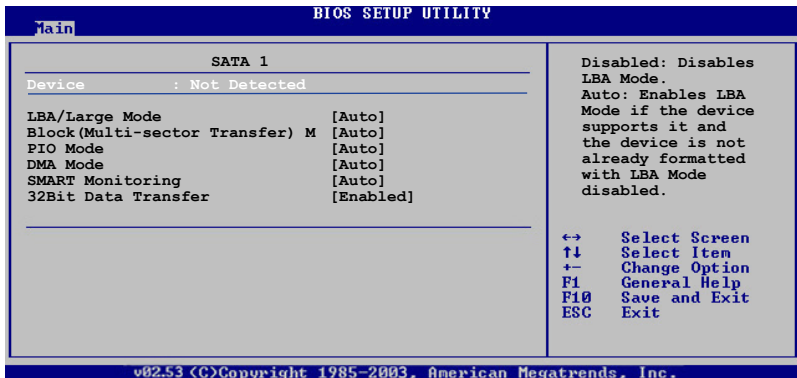 BIOS SETUP UTILITY
Main
SATA 1
Device : Not Detected
LBA/Large Mode [Auto]
Block(Multi-sector Transfer) M [Auto]
PIO Mode [Auto]
DMA Mode [Auto]
SMART Monitoring [Auto]
32Bit Data Transfer [Enabled]
Disabled: Disables
LBA Mode.
Auto: Enables LBA
Mode if the device
supports it and
the device is not
already formatted
with LBA Mode
disabled.
←→ Select Screen
↑↓ Select Item
+- Change Option
F1 General Help
F10 Save and Exit
ESC Exit
v02.53 (C)Copyright 1985-2003, American Megatrends, Inc.